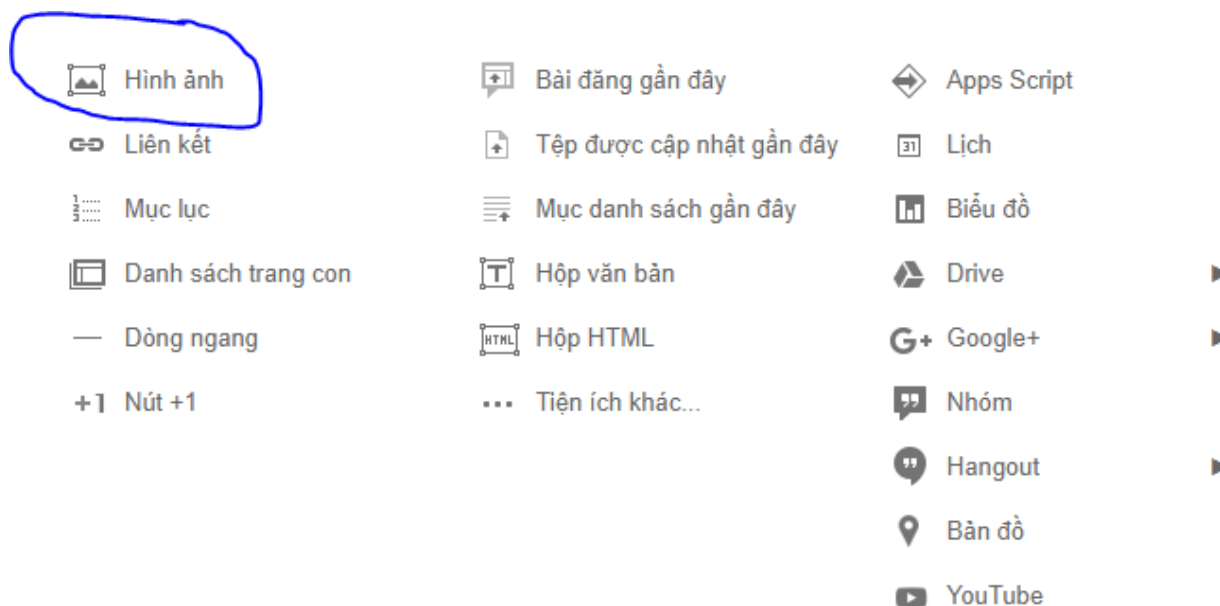 Hình ảnh
Liên kết
Mục lục
Danh sách trang con
Dòng ngang
+1 Nút +1
Bài đăng gần đây
Tệp được cập nhật gần đây
Mục danh sách gần đây
T Hộp văn bản
HTML Hộp HTML
Tiện ích khác...
Apps Script
31 Lịch
Biểu đồ
Drive
G+ Google+
Nhóm
Hangout
Bản đồ
YouTube